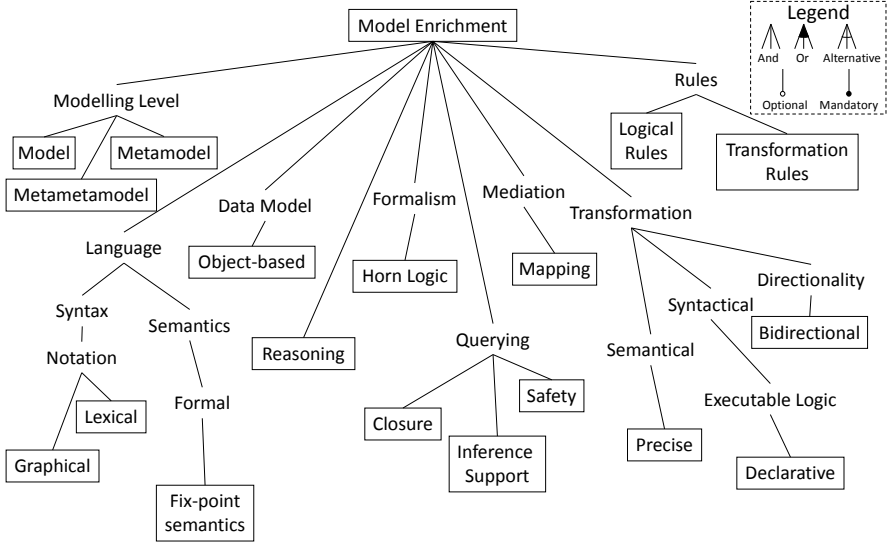 Model Enrichment
Legend
And Or Alternative
Optional Mandatory
Modelling Level
Rules
Model
Metamodel
Metametamodel
Logical
Rules
Transformation
Rules
Data Model
Formalism
Mediation
Transformation
Language
Object-based
Horn Logic
Mapping
Directionality
Syntax
Semantics
Syntactical
Bidirectional
Notation
Reasoning
Querying
Semantical
Lexical
Formal
Closure
Safety
Executable Logic
Graphical
Inference
Support
Precise
Declarative
Fix-point
semantics